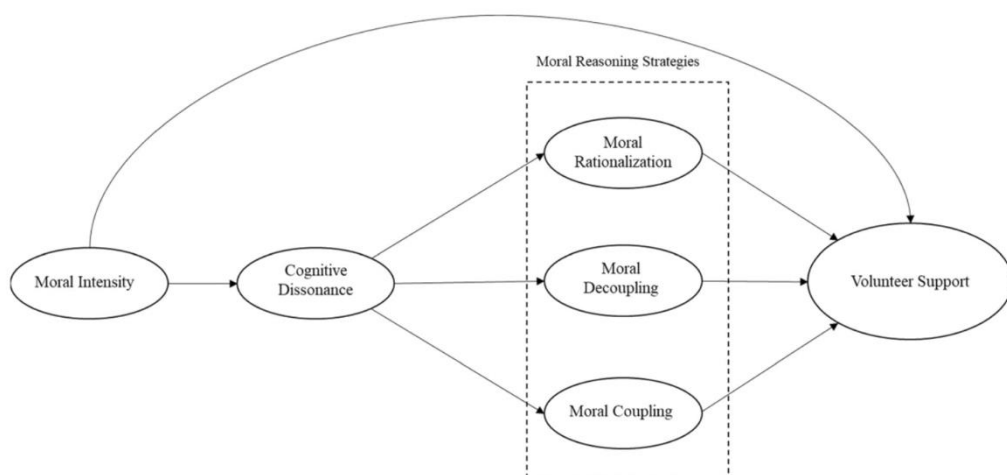 Moral Reasoning Strategies
Moral
Rationalization
Moral Intensity
Cognitive
Dissonance
Moral
Decoupling
Volunteer Support
Moral Coupling